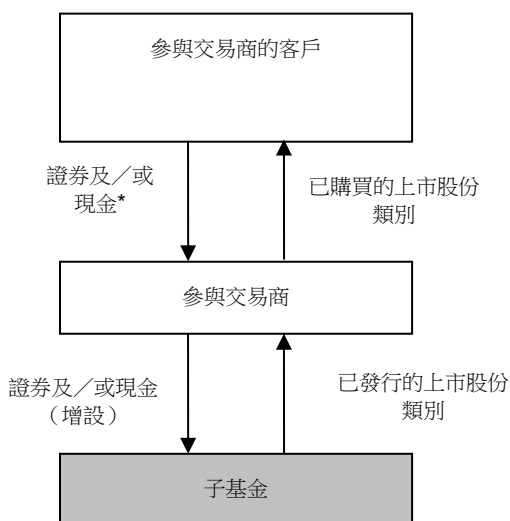 參與交易商的客戶
證券及／或
現金*
已購買的上市股份
類別
參與交易商
證券及／或現金
（增設）
已發行的上市股份
類別
子基金